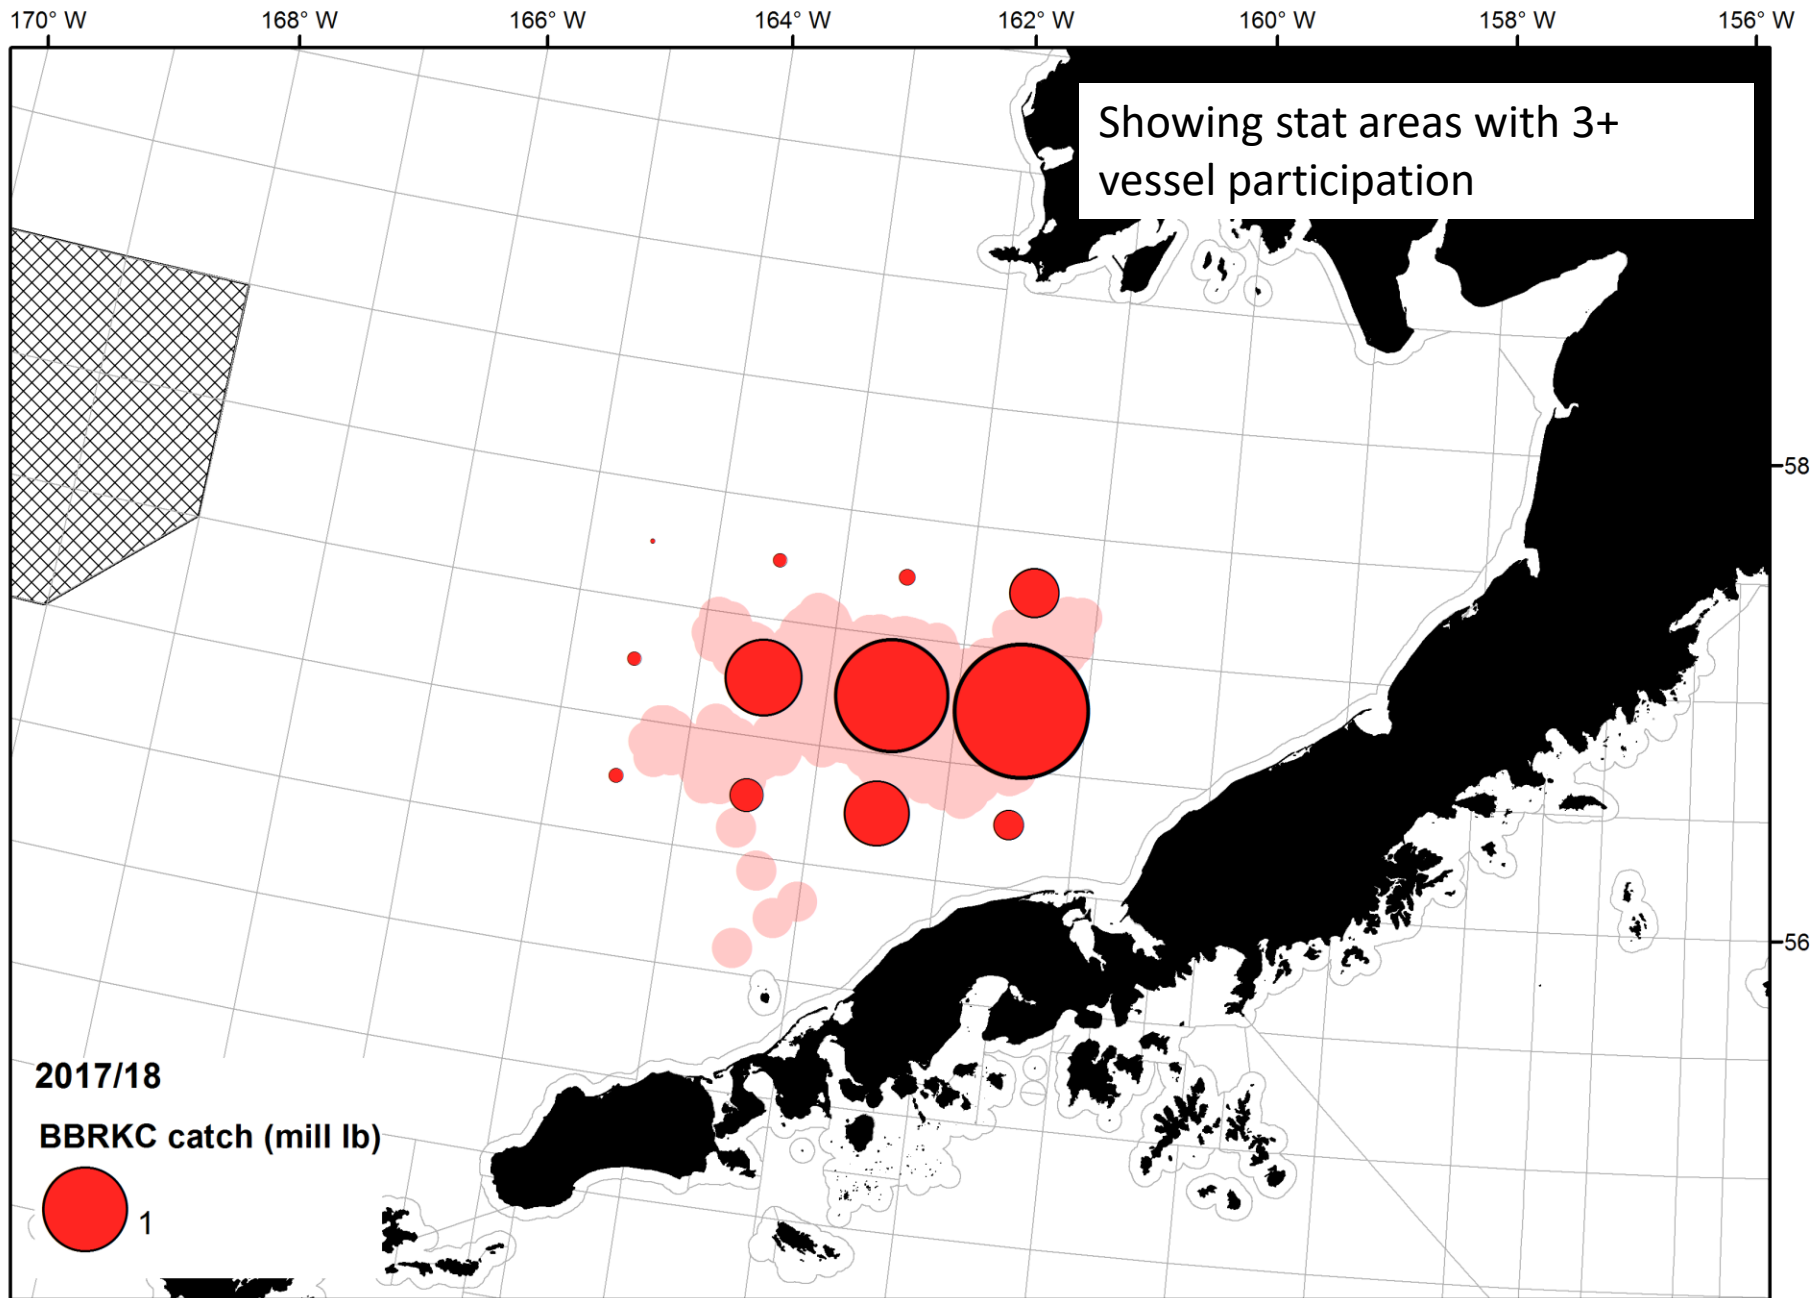 170° W 168° W 166° W 164° W 162° W 160° W 158° W 156° W
Showing stat areas with 3+
vessel participation
58
56
2017/18
BBRKC catch (mill lb)
1